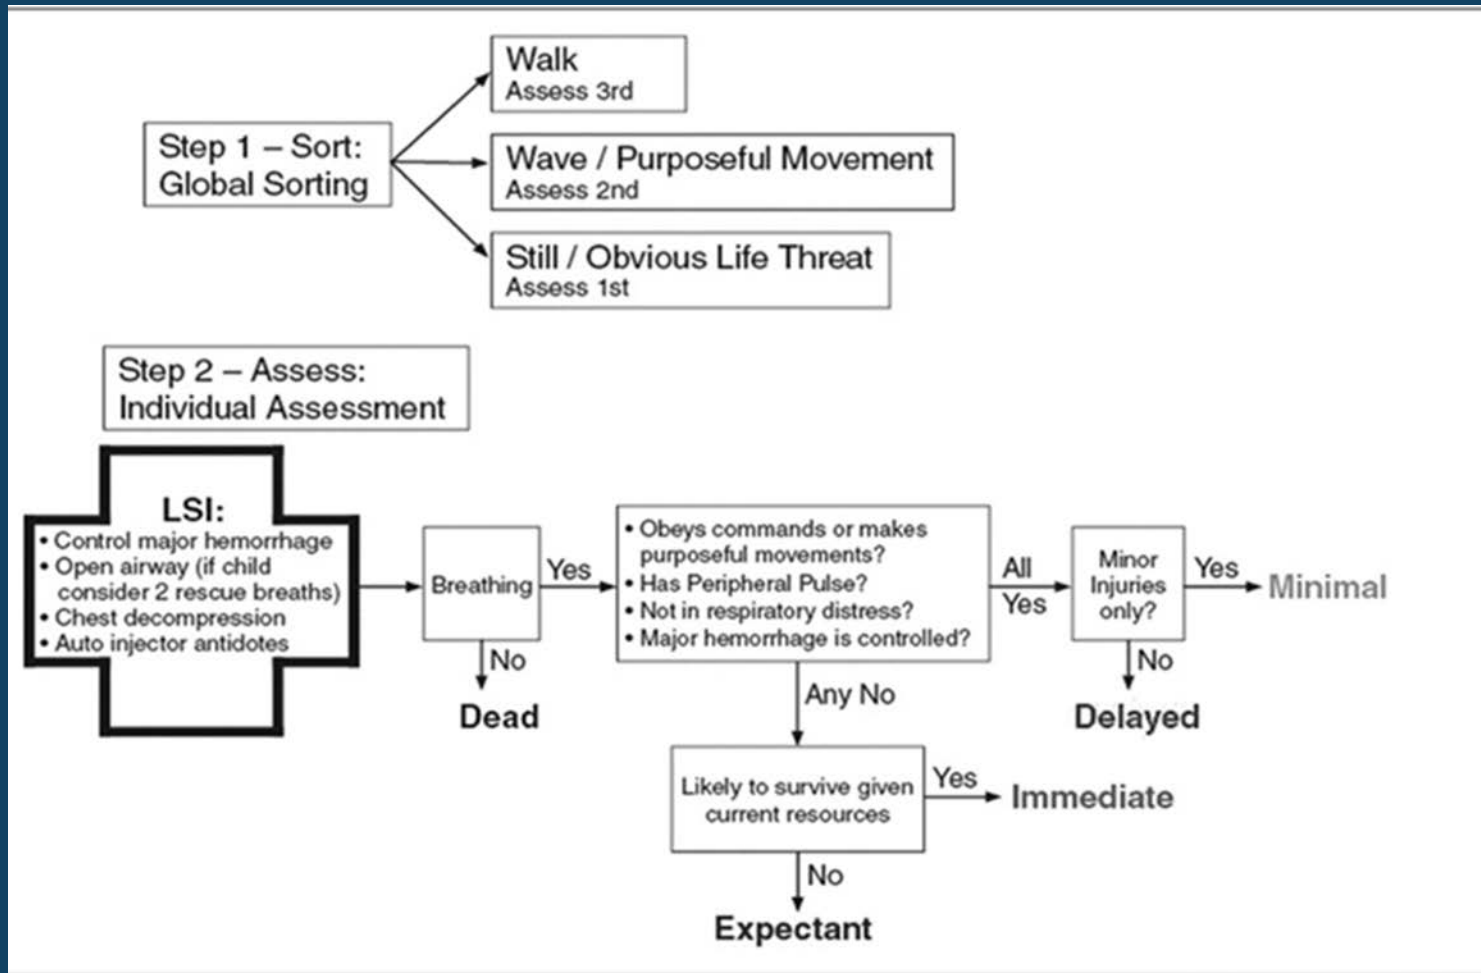 Walk
Assess 3rd
Step 1 – Sort:
Global Sorting
Wave / Purposeful Movement
Assess 2nd
Still / Obvious Life Threat
Assess 1st
Step 2 – Assess:
Individual Assessment
LSI:
• Control major hemorrhage
• Open airway (if child
consider 2 rescue breaths)
• Chest decompression
• Auto injector antidotes
Breathing
Yes
No
Dead
• Obeys commands or makes
purposeful movements?
• Has Peripheral Pulse?
• Not in respiratory distress?
• Major hemorrhage is controlled?
All
Yes
Minor
Injuries
only?
Yes
Minimal
No
Delayed
Any No
Likely to survive given
current resources
Yes
Immediate
No
Expectant